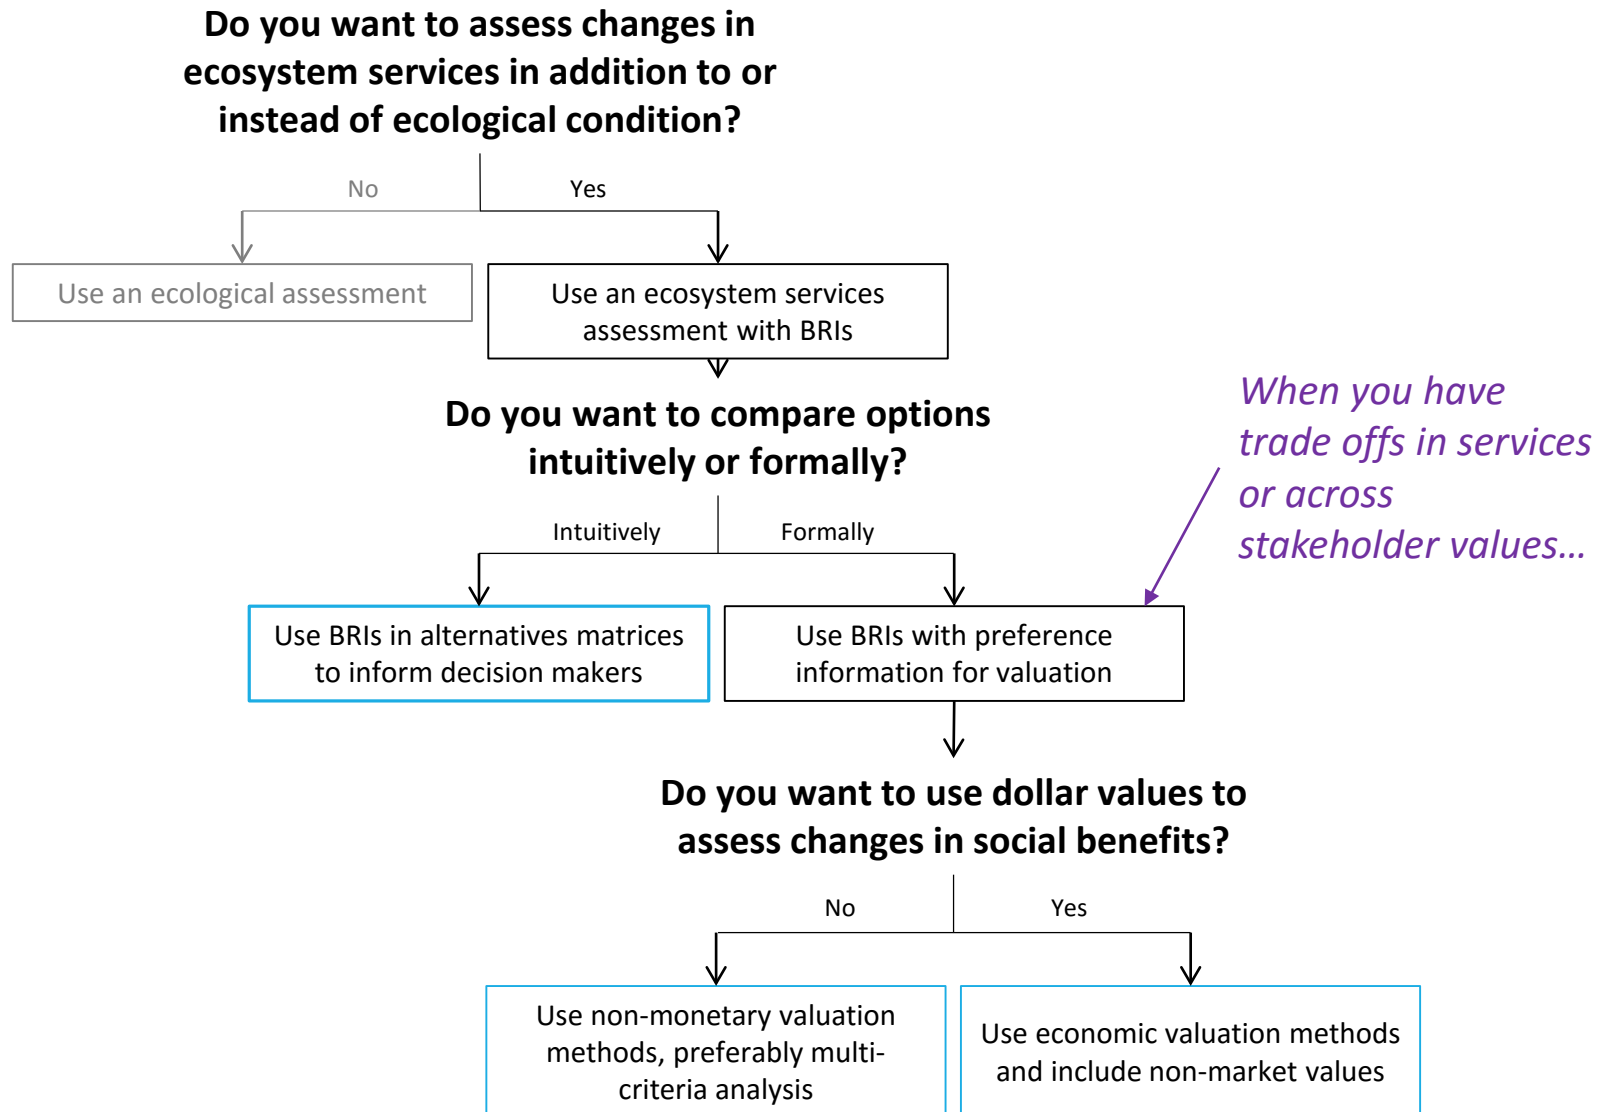 Do you want to assess changes in
ecosystem services in addition to or
instead of ecological condition?
No
Yes
Use an ecological assessment
Use an ecosystem services
assessment with BRIs
Do you want to compare options
intuitively or formally?
When you have
trade offs in services
or across
stakeholder values…
Intuitively
Formally
Use BRIs in alternatives matrices
to inform decision makers
Use BRIs with preference
information for valuation
Do you want to use dollar values to
assess changes in social benefits?
No
Yes
Use non-monetary valuation
methods, preferably multi-
criteria analysis
Use economic valuation methods
and include non-market values